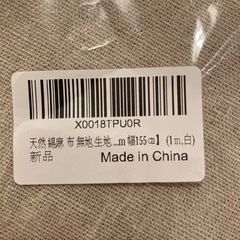 X0018TPU0R
天然 綿麻 布 無地 生地 ...m 幅155㎝】 (1m,白)
新品 Made in China